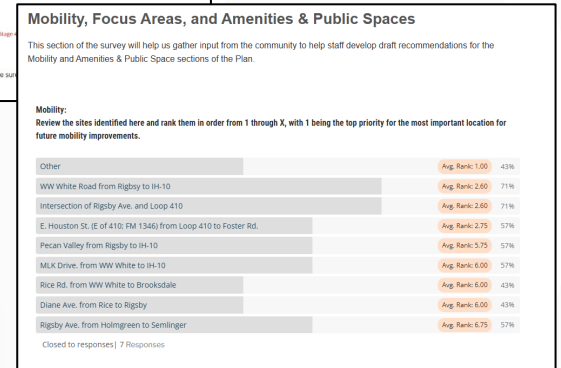 Mobility, Focus Areas, and Amenities & Public Spaces
This section of the survey will help us gather input from the community to help staff develop draft recommendations for the
Mobility and Amenities & Public Space sections of the Plan.
Mobility:
Review the sites identified here and rank them in order from 1 through X, with 1 being the top priority for the most important location for
future mobility improvements.
Other Avg. Rank: 1.00 43%
WW White Road from Rigbsy to IH-10 Avg. Rank: 2.60 71%
Intersection of Rigsby Ave. and Loop 410 Avg. Rank: 2.60 71%
E. Houston St. (E of 410; FM 1346) from Loop 410 to Foster Rd. Avg. Rank: 2.75 57%
Pecan Valley from Rigsby to IH-10 Avg. Rank: 5.75 57%
MLK Drive. from WW White to IH-10 Avg. Rank: 6.00 57%
Rice Rd. from WW White to Brooksdale Avg. Rank: 6.00 43%
Diane Ave. from Rice to Rigsby Avg. Rank: 6.00 43%
Rigsby Ave. from Holmgreen to Semlinger Avg. Rank: 6.75 57%
Closed to responses| 7 Responses